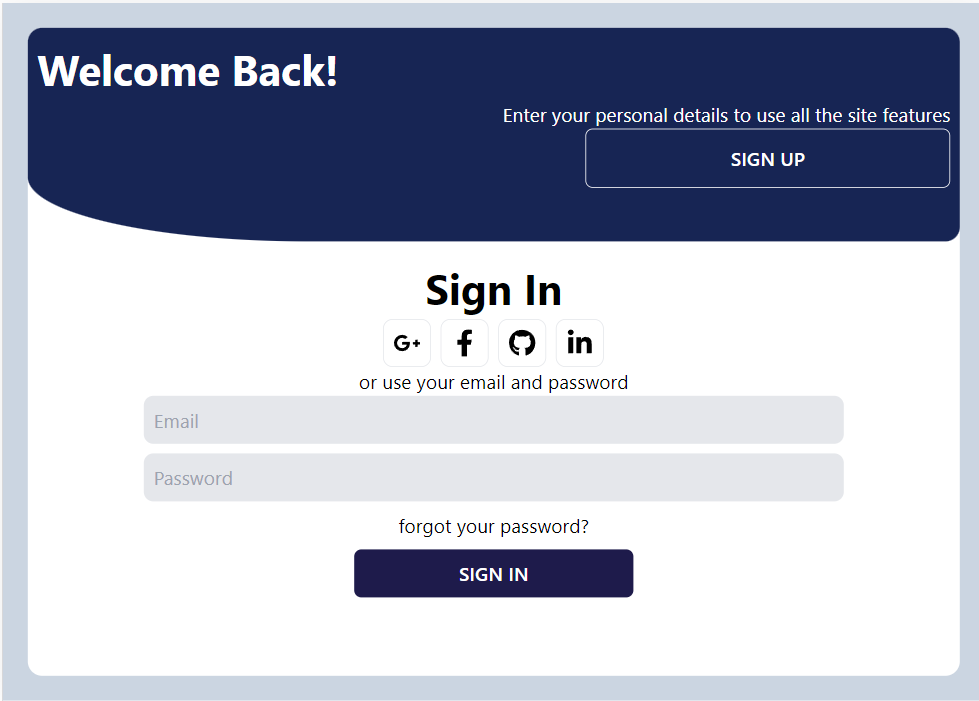 Welcome Back!
Enter your personal details to use all the site features
SIGN UP
Sign In
G+ f in
or use your email and password
Email
Password
forgot your password?
SIGN IN